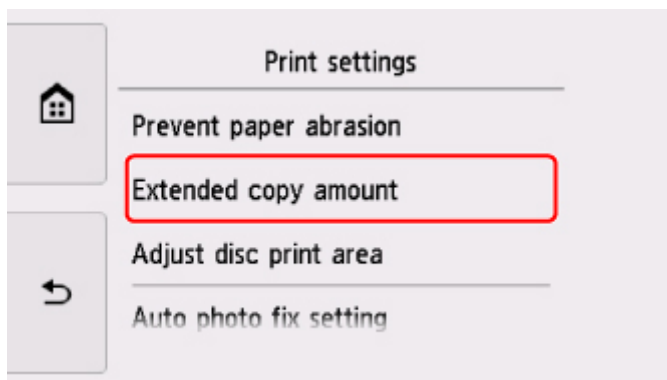 Print settings
Prevent paper abrasion
Extended copy amount
Adjust disc print area
Auto photo fix setting